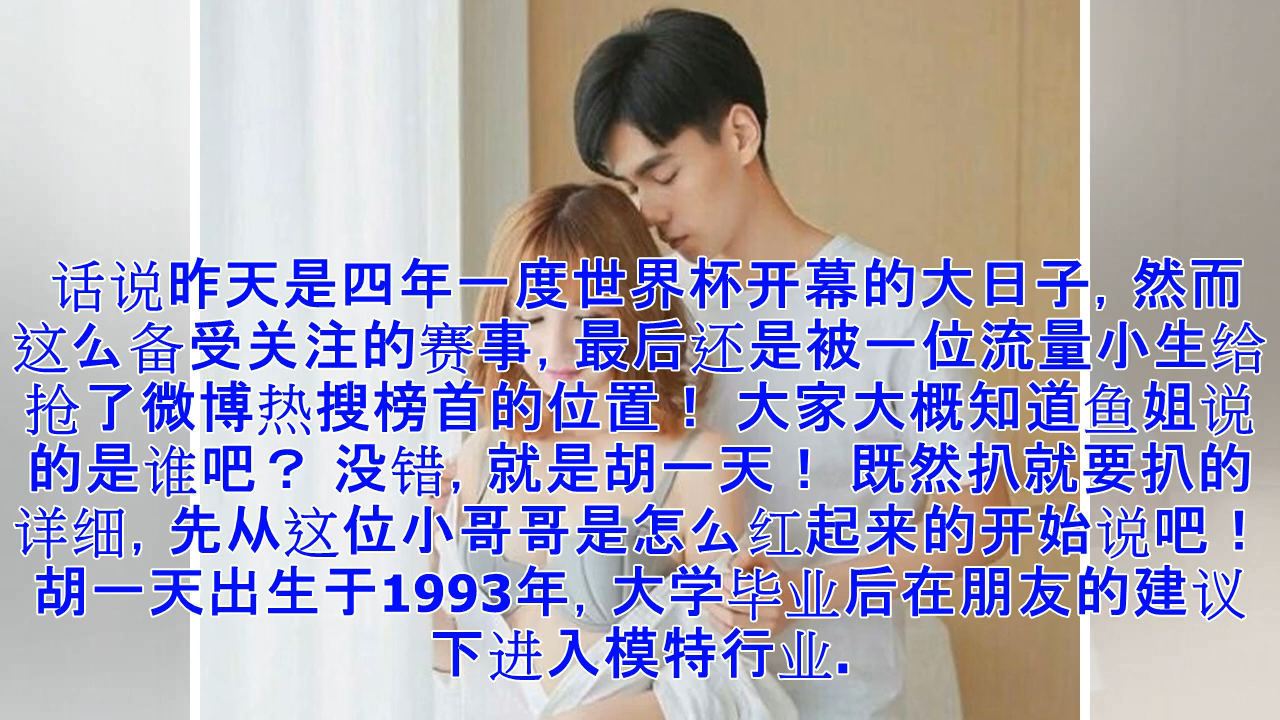 话说昨天是四年一度世界杯开幕的大日子, 然而
这么备受关注的赛事, 最后还是被一位流量小生给
抢了微博热搜榜首的位置！ 大家大概知道鱼姐说
的是谁吧？ 没错, 就是胡一天！ 既然扒就要扒的
详细, 先从这位小哥哥是怎么红起来的开始说吧！
胡一天出生于1993年, 大学毕业后在朋友的建议
下进入模特行业.